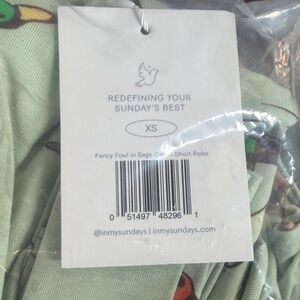 REDEFINING YOUR
SUNDAY'S BEST
XS
Fancy Fowl in Sage Green Short Robe
0 51497 48296 1
@inmysundays | inmysundays.com